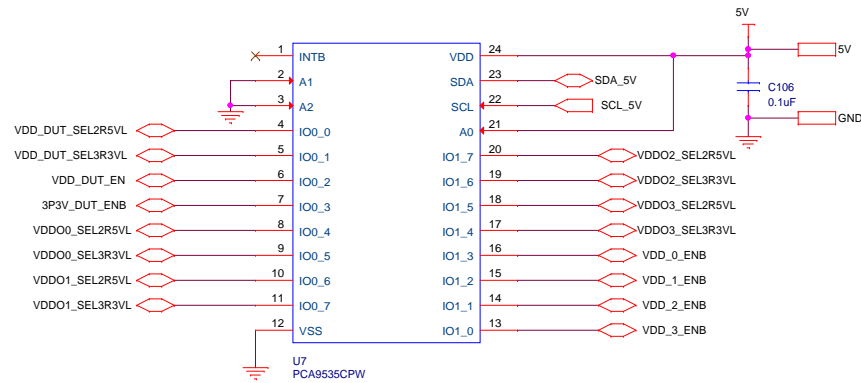 5V
1 INTB VDD 24 5V
2 A1 SDA 23 SDA_5V
C106
0.1uF
3 A2 SCL 22 SCL_5V
GND
VDD_DUT_SEL2R5VL 4 IO0_0 A0 21
VDD_DUT_SEL3R3VL 5 IO0_1 IO1_7 20 VDDO2_SEL2R5VL
VDD_DUT_EN 6 IO0_2 IO1_6 19 VDDO2_SEL3R3VL
3P3V_DUT_ENB 7 IO0_3 IO1_5 18 VDDO3_SEL2R5VL
VDDO0_SEL2R5VL 8 IO0_4 IO1_4 17 VDDO3_SEL3R3VL
VDDO0_SEL3R3VL 9 IO0_5 IO1_3 16 VDD_0_ENB
VDDO1_SEL2R5VL 10 IO0_6 IO1_2 15 VDD_1_ENB
VDDO1_SEL3R3VL 11 IO0_7 IO1_1 14 VDD_2_ENB
12 VSS IO1_0 13 VDD_3_ENB
U7
PCA9535CPW